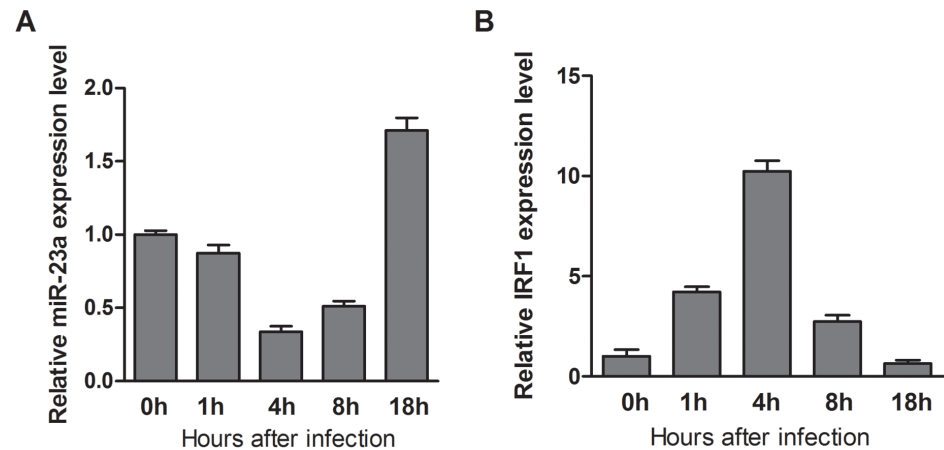 A
Relative miR-23a expression level
2.0
1.5
1.0
0.5
0.0
0h 1h 4h 8h 18h
Hours after infection
B
Relative IRF1 expression level
15
10
5
0
0h 1h 4h 8h 18h
Hours after infection